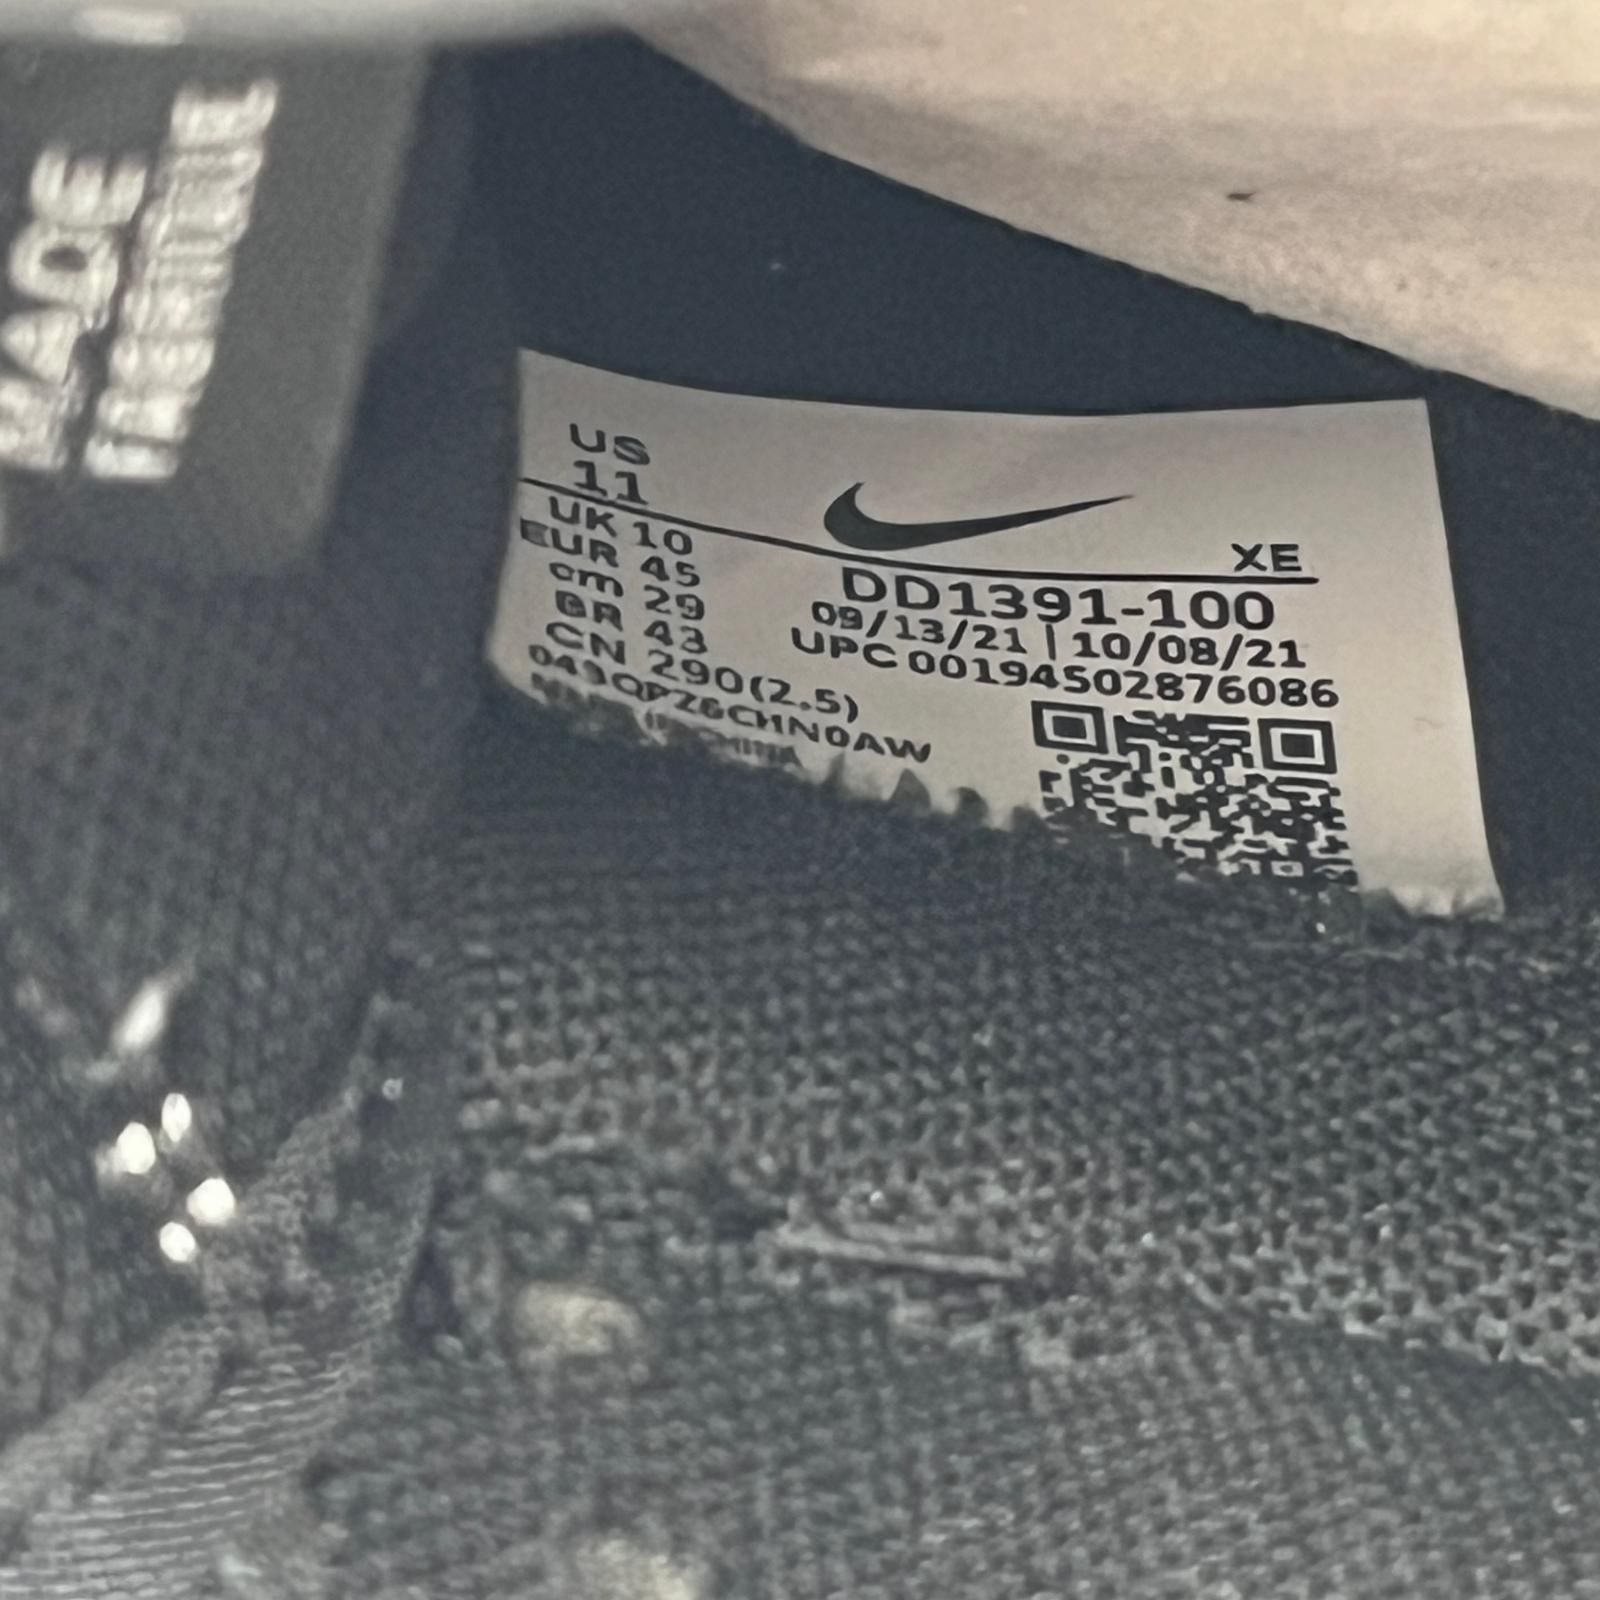 US
11
UK 10
EUR 45
cm 29
BR 43
CN 290(2.5)
XE
DD1391-100
09/13/21 | 10/08/21
UPC 00194502876086
CHINA